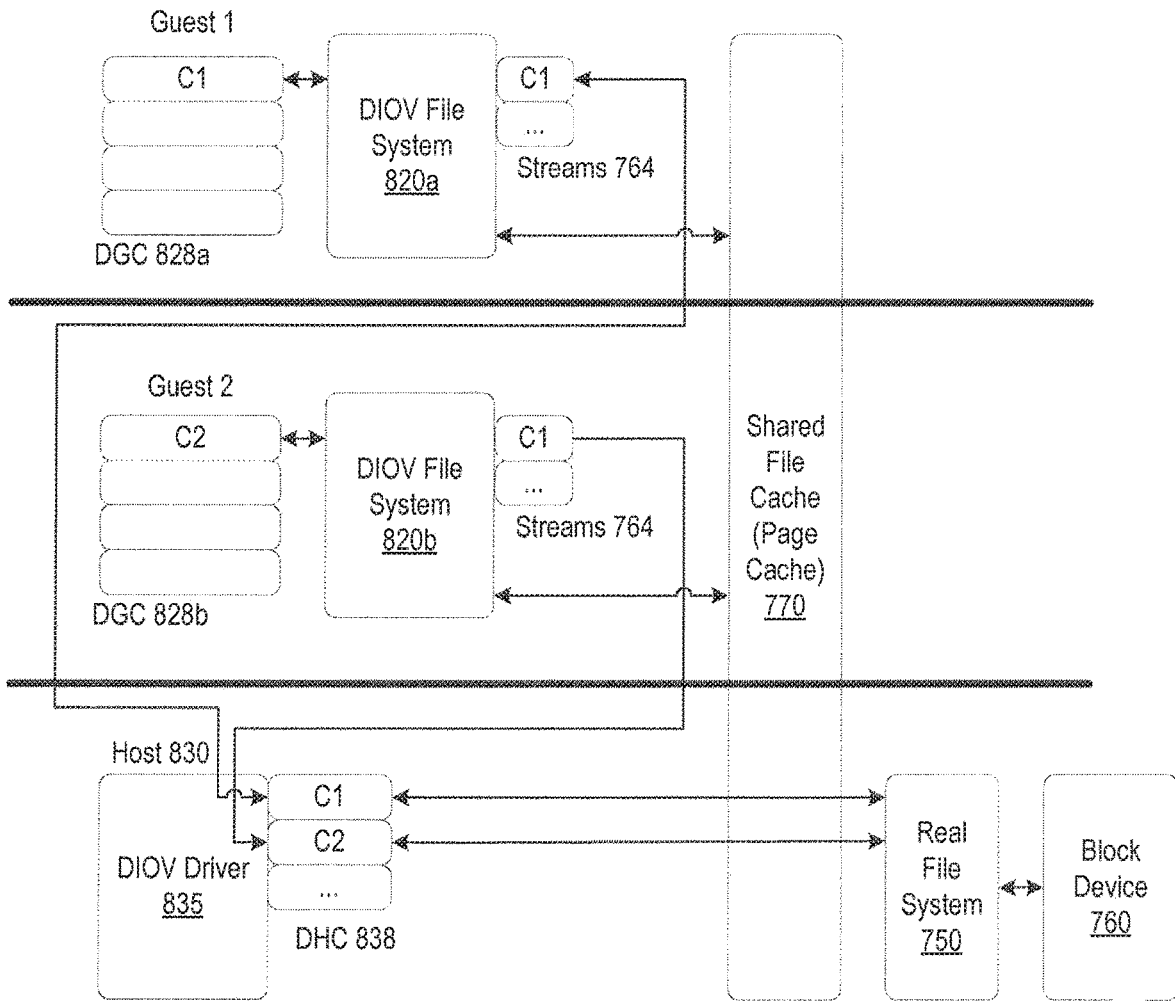 Guest 1
C1
DIOV File
System
820a
C1
...
Streams 764
DGC 828a
Guest 2
C2
DIOV File
System
820b
C1
...
Streams 764
DGC 828b
Shared
File
Cache
(Page
Cache)
770
Host 830
DIOV Driver
835
C1
C2
...
DHC 838
Real
File
System
750
Block
Device
760